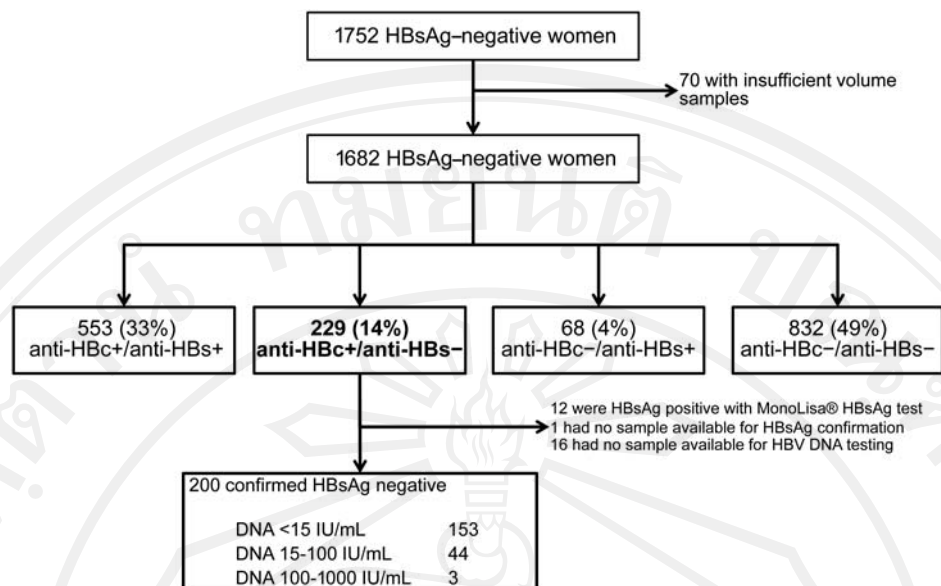 1752 HBsAg–negative women
70 with insufficient volume
samples
1682 HBsAg–negative women
553 (33%)
anti-HBc+/anti-HBs+
229 (14%)
anti-HBc+/anti-HBs−
68 (4%)
anti-HBc−/anti-HBs+
832 (49%)
anti-HBc−/anti-HBs−
12 were HBsAg positive with MonoLisa® HBsAg test
1 had no sample available for HBsAg confirmation
16 had no sample available for HBV DNA testing
200 confirmed HBsAg negative
DNA <15 IU/mL 153
DNA 15-100 IU/mL 44
DNA 100-1000 IU/mL 3